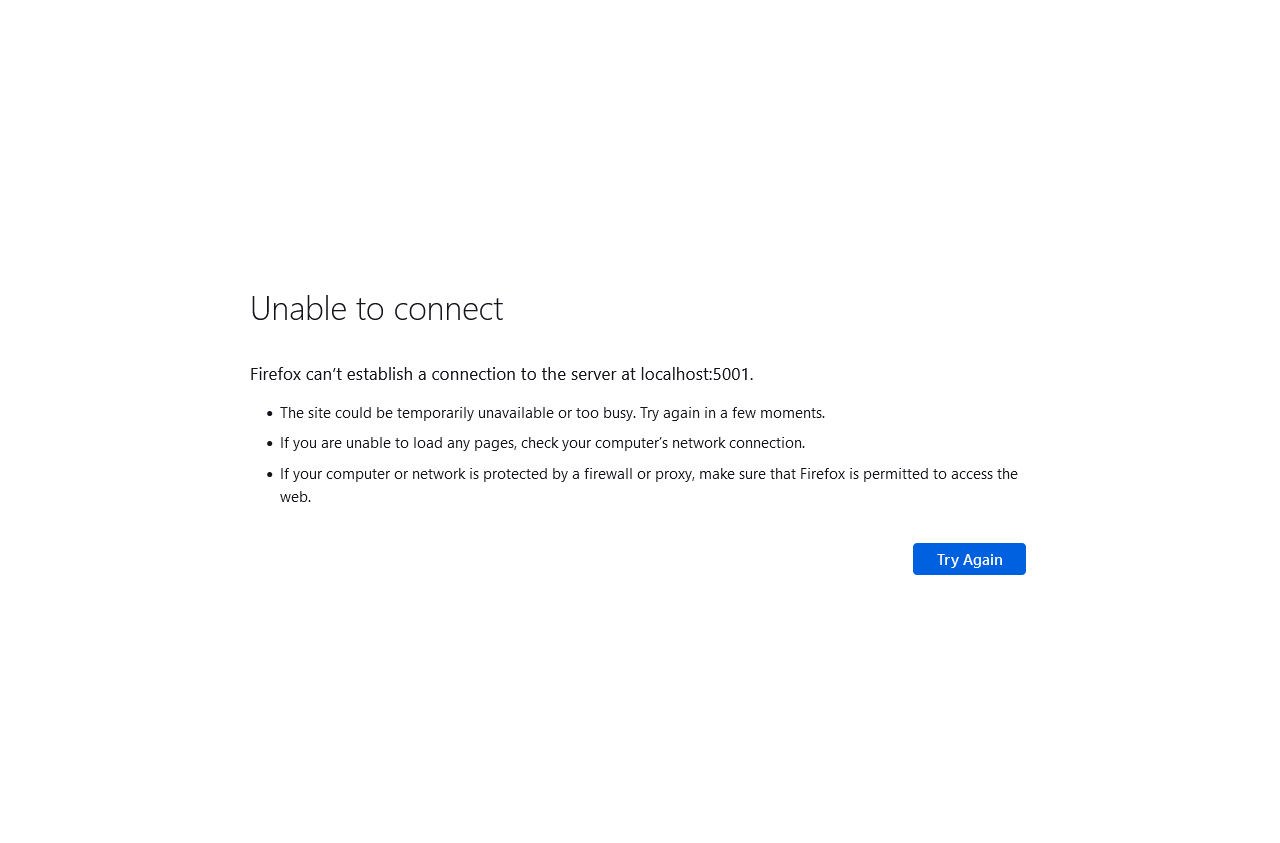 Unable to connect
Firefox can’t establish a connection to the server at localhost:5001.
• The site could be temporarily unavailable or too busy. Try again in a few moments.
• If you are unable to load any pages, check your computer’s network connection.
• If your computer or network is protected by a firewall or proxy, make sure that Firefox is permitted to access the
web.
Try Again